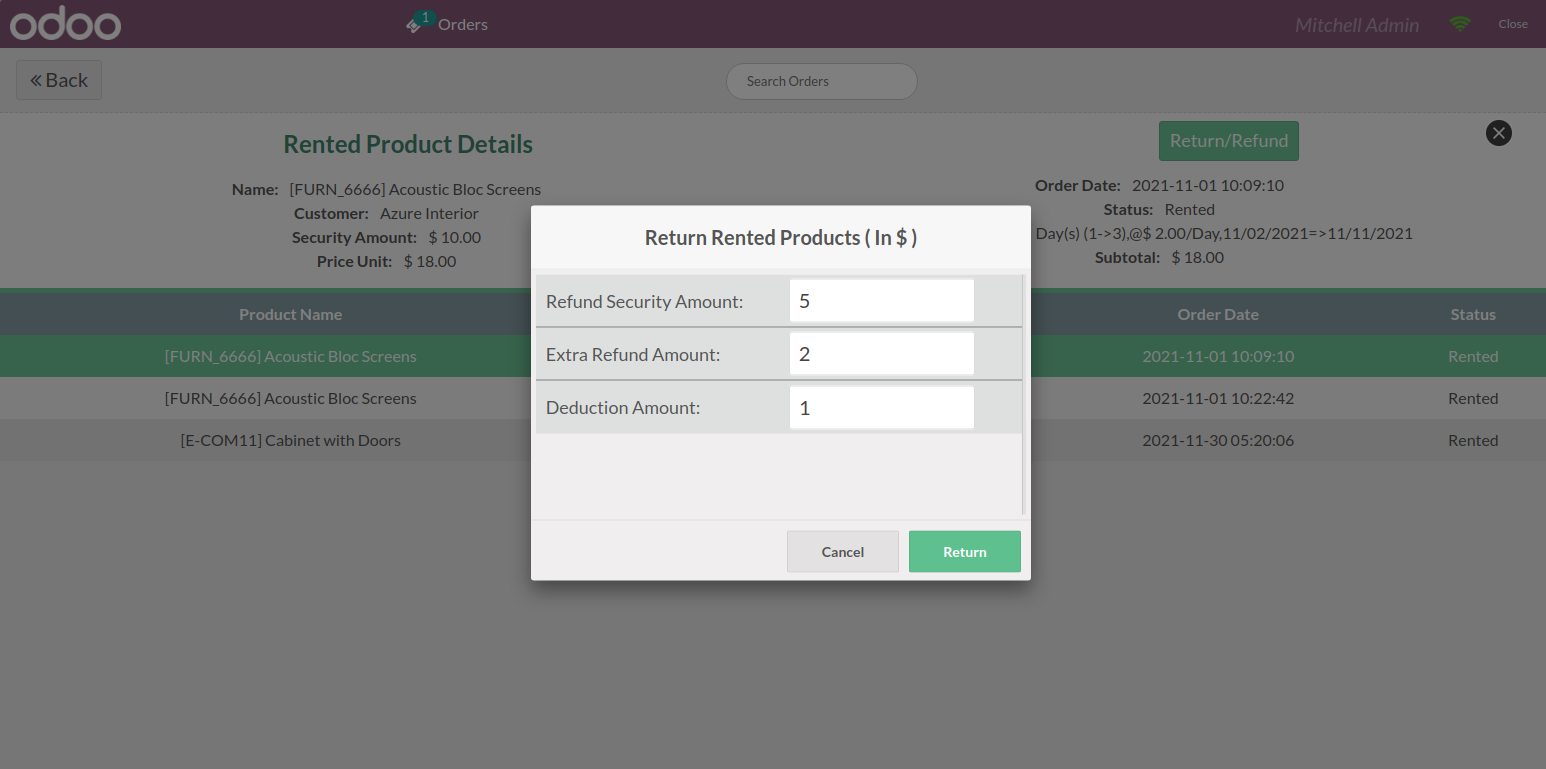 odoo
1
Orders
Mitchell Admin
Close
Back
Search Orders
Rented Product Details
Return/Refund
Name: [FURN_6666] Acoustic Bloc Screens
Customer: Azure Interior
Security Amount: $ 10.00
Price Unit: $ 18.00
Order Date: 2021-11-01 10:09:10
Status: Rented
Day(s) (1->3),@$ 2.00/Day,11/02/2021=>11/11/2021
Subtotal: $ 18.00
Product Name
Order Date
Status
[FURN_6666] Acoustic Bloc Screens
2021-11-01 10:09:10
Rented
[FURN_6666] Acoustic Bloc Screens
2021-11-01 10:22:42
Rented
[E-COM11] Cabinet with Doors
2021-11-30 05:20:06
Rented
Return Rented Products ( In $ )
Refund Security Amount: 5
Extra Refund Amount: 2
Deduction Amount: 1
Cancel
Return